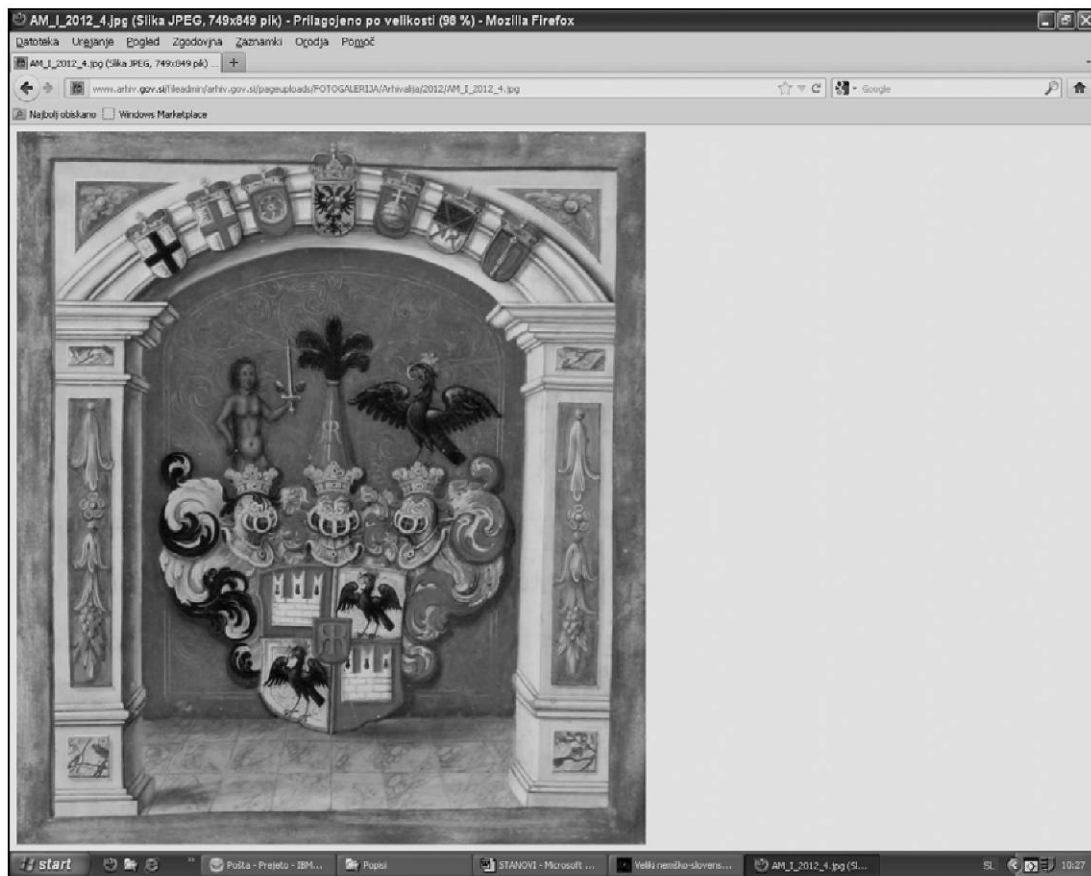 AM_I_2012_4.jpg (Slika JPEG, 749x849 pik) - Prilagojeno po velikosti (98 %) - Mozilla Firefox
Datoteka Urejanje Pogled Zgodovina Zaznamki Orodja Pomoč
AM_I_2012_4.jpg (Slika JPEG, 749x849 pik) ... +
www.arhiv.gov.si/fileadmin/arhiv.gov.si/pageuploads/FOTOGALERIJA/Arhivalija/2012/AM_I_2012_4.jpg Google
Najbolj obiskano Windows Marketplace
start Pošta - Prejeto - IBM... Popisi STANOVI - Microsoft ... Veliki nemško-slovens... AM_I_2012_4.jpg (Sl... SL 10:27